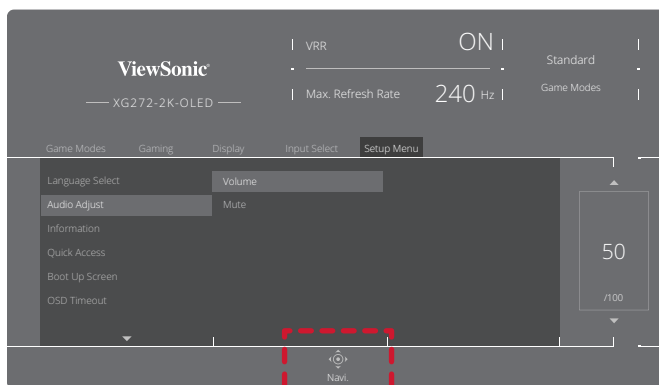 ViewSonic®
XG272-2K-OLED
VRR ON
Max. Refresh Rate 240 Hz
Standard
Game Modes
Game Modes Gaming Display Input Select Setup Menu
Language Select
Audio Adjust
Information
Quick Access
Boot Up Screen
OSD Timeout
Volume
Mute
50
/100
Navi.